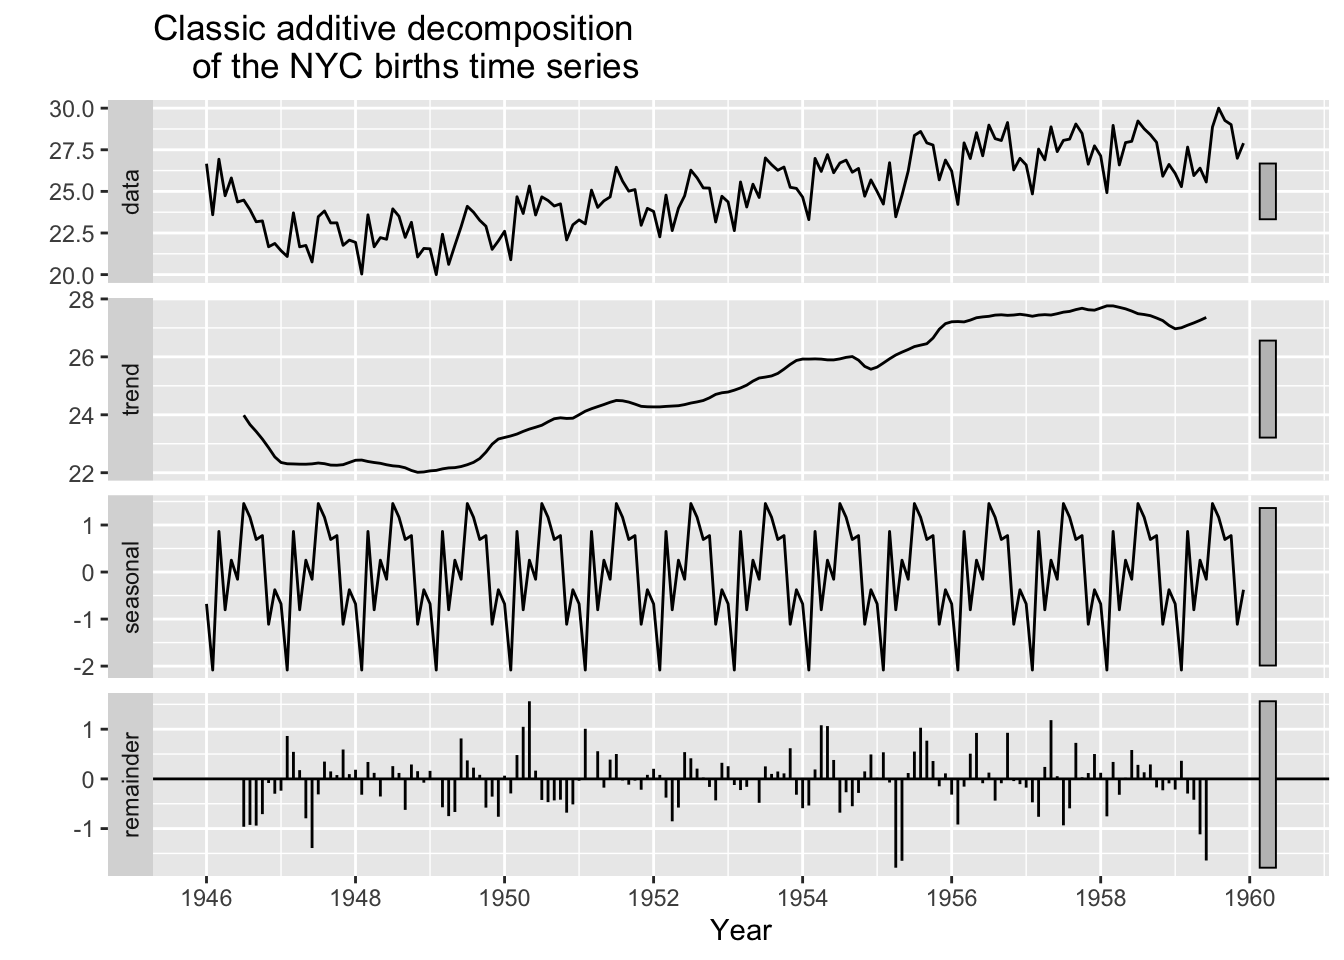 Classic additive decomposition
of the NYC births time series
30.0
27.5
25.0
22.5
20.0
data
28
26
24
22
trend
1
0
-1
-2
seasonal
1
0
-1
remainder
1946 1948 1950 1952 1954 1956 1958 1960
Year